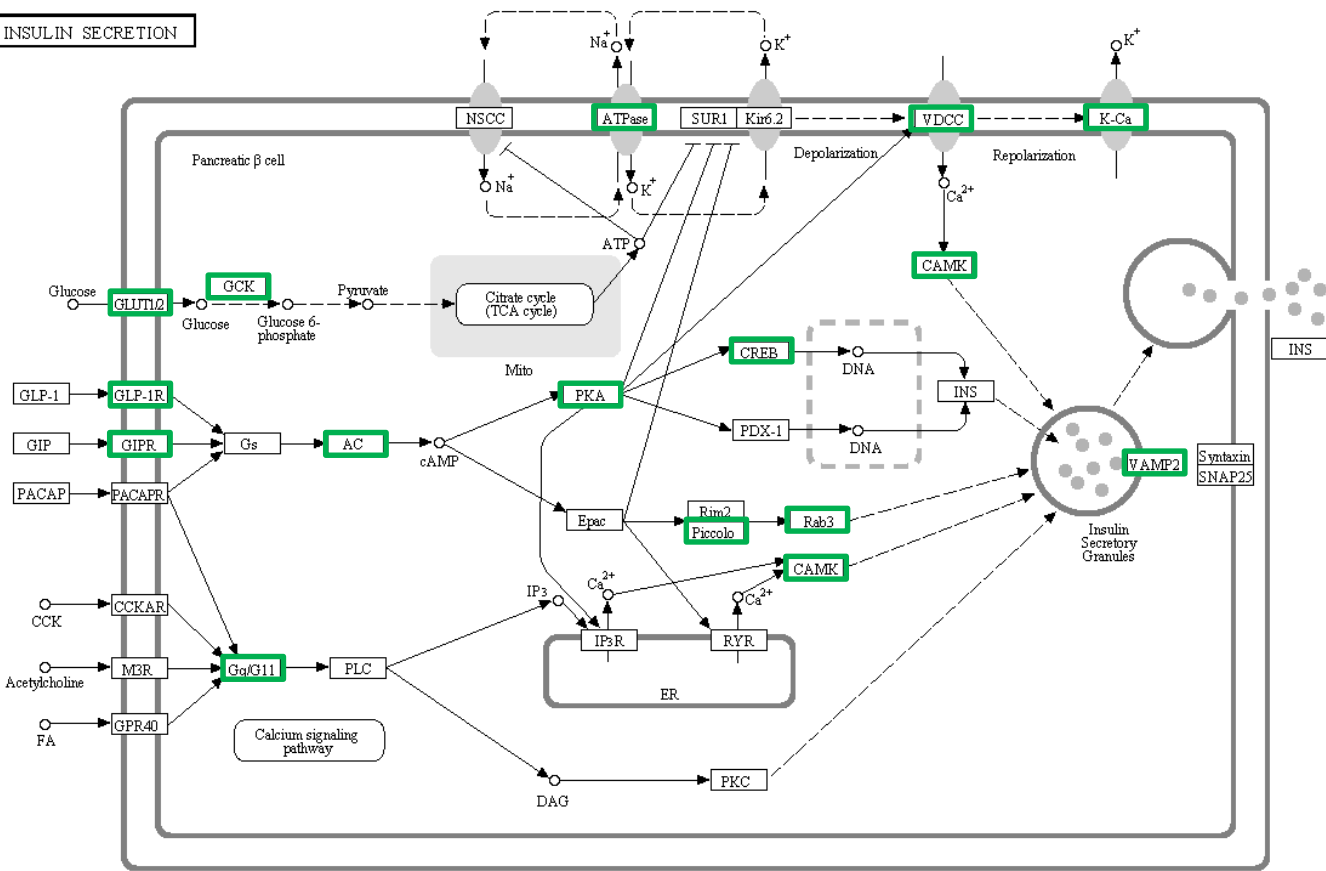 INSULIN SECRETION
Na+
K+
K+
NSCC
ATPase
SUR1
Kir6.2
VDCC
K-Ca
Pancreatic β cell
Depolarization
Repolarization
Na+
K+
Ca2+
ATP
CAMK
Glucose
GLUT1/2
GCK
Glucose
Glucose 6-
phosphate
Pyruvate
Citrate cycle
(TCA cycle)
Mito
CREB
DNA
INS
INS
GLP-1
GLP-1R
PKA
GIP
GIPR
Gs
AC
cAMP
PDX-1
DNA
PACAP
PACAPR
VAMP2
Syntaxin
SNAP25
Epac
Rim2
Piccolo
Rab3
Insulin
Secretory
Granules
CAMK
IP3
Ca2+
Ca2+
CCK
CCKAR
IP3R
RYR
Acetylcholine
M3R
Gq/G11
PLC
ER
FA
GPR40
Calcium signaling
pathway
DAG
PKC